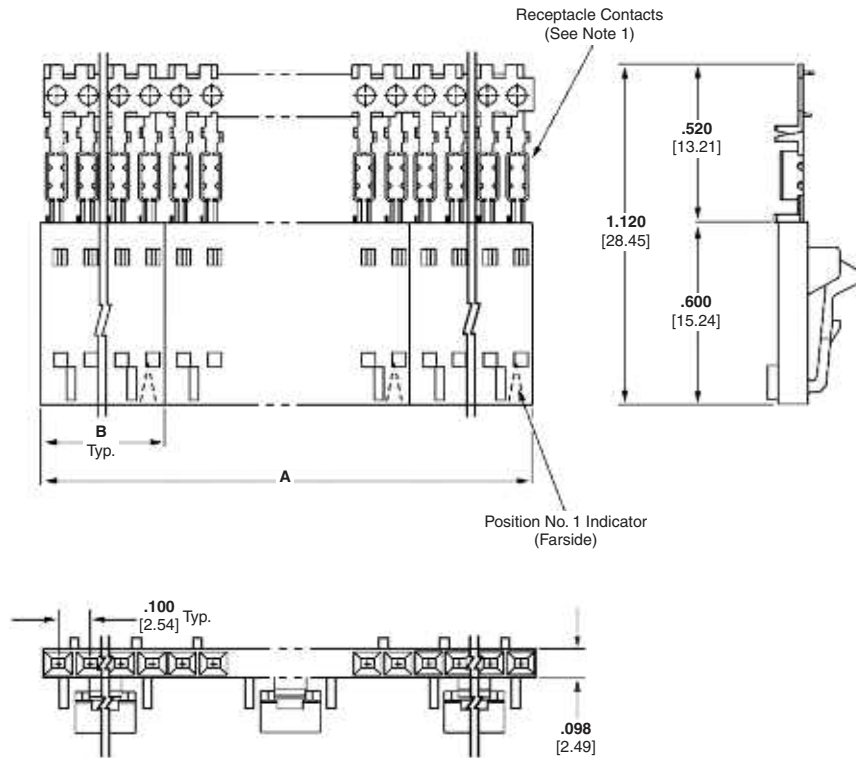 Receptacle Contacts
(See Note 1)
.520
[13.21]
1.120
[28.45]
.600
[15.24]
B
Typ.
A
Position No. 1 Indicator
(Farside)
.100
[2.54] Typ.
.098
[2.49]